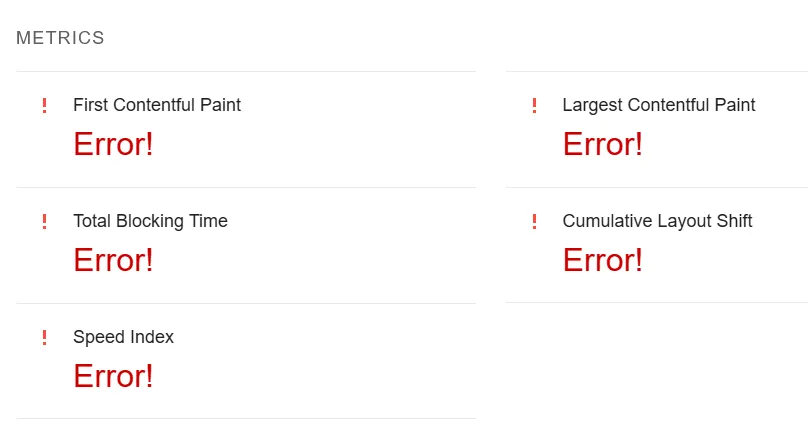 METRICS
First Contentful Paint
Error!
Largest Contentful Paint
Error!
Total Blocking Time
Error!
Cumulative Layout Shift
Error!
Speed Index
Error!